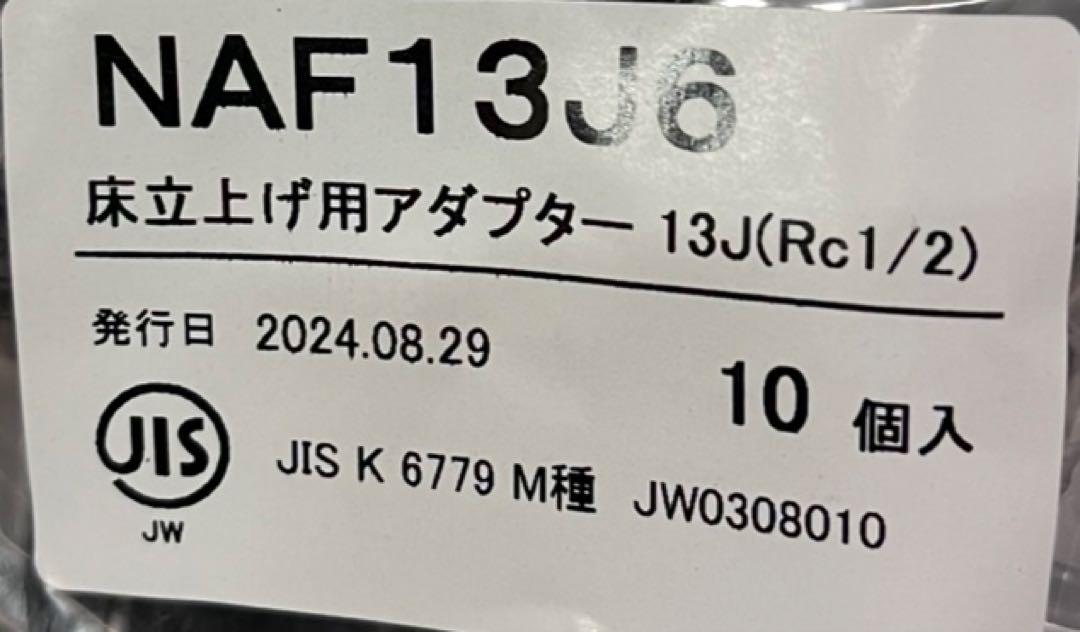 NAF13J6
床立上げ用アダプター 13J(Rc1/2)
発行日 2024.08.29
10 個入
JIS
JW
JIS K 6779 M種 JW0308010